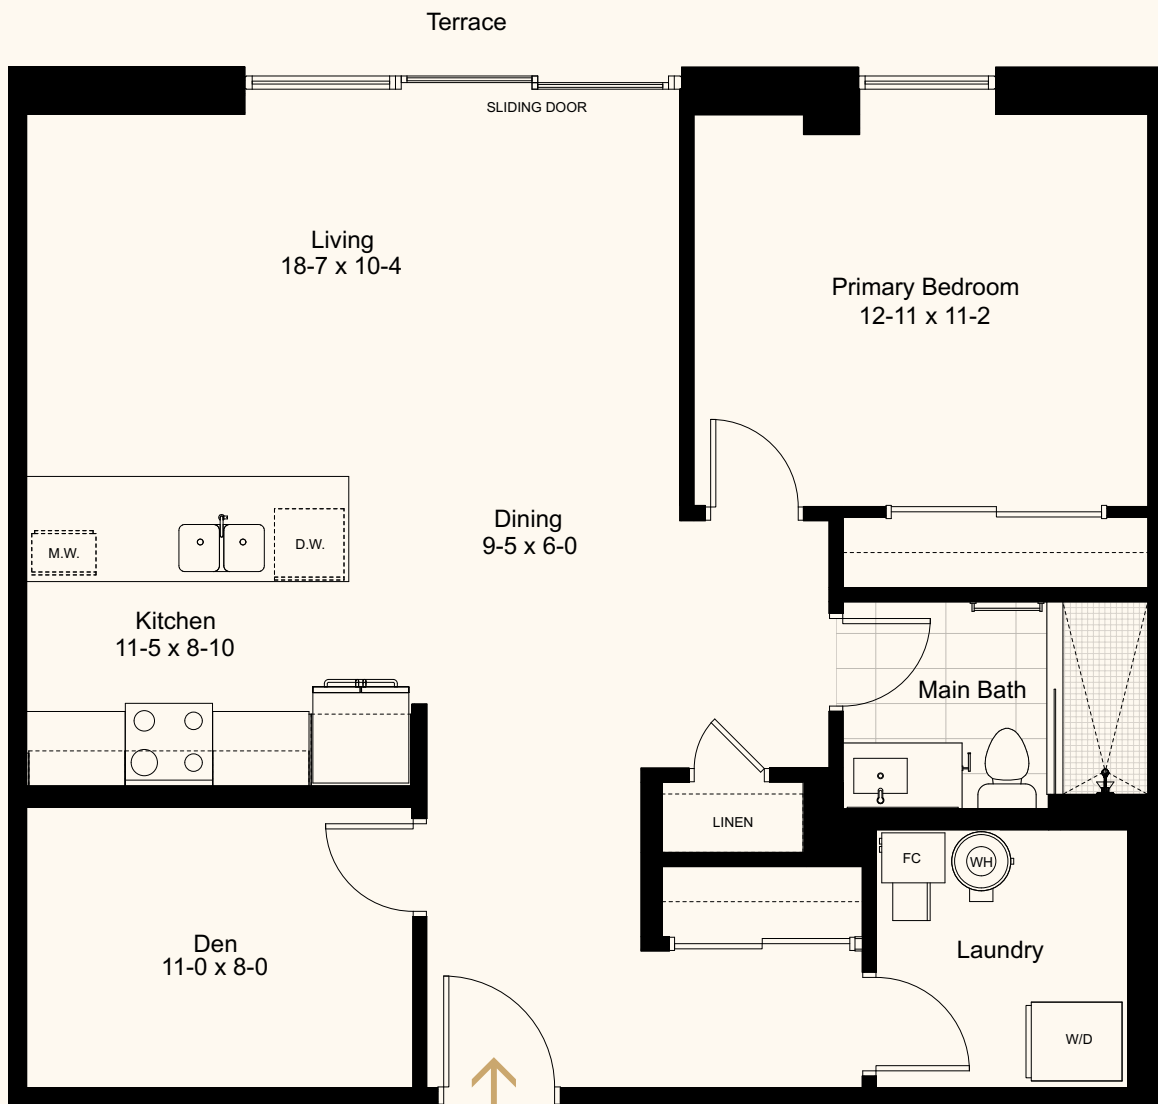 Terrace
SLIDING DOOR
Living
18-7 x 10-4
Primary Bedroom
12-11 x 11-2
Dining
9-5 x 6-0
M.W.
D.W.
Kitchen
11-5 x 8-10
Main Bath
LINEN
FC
WH
Den
11-0 x 8-0
Laundry
W/D